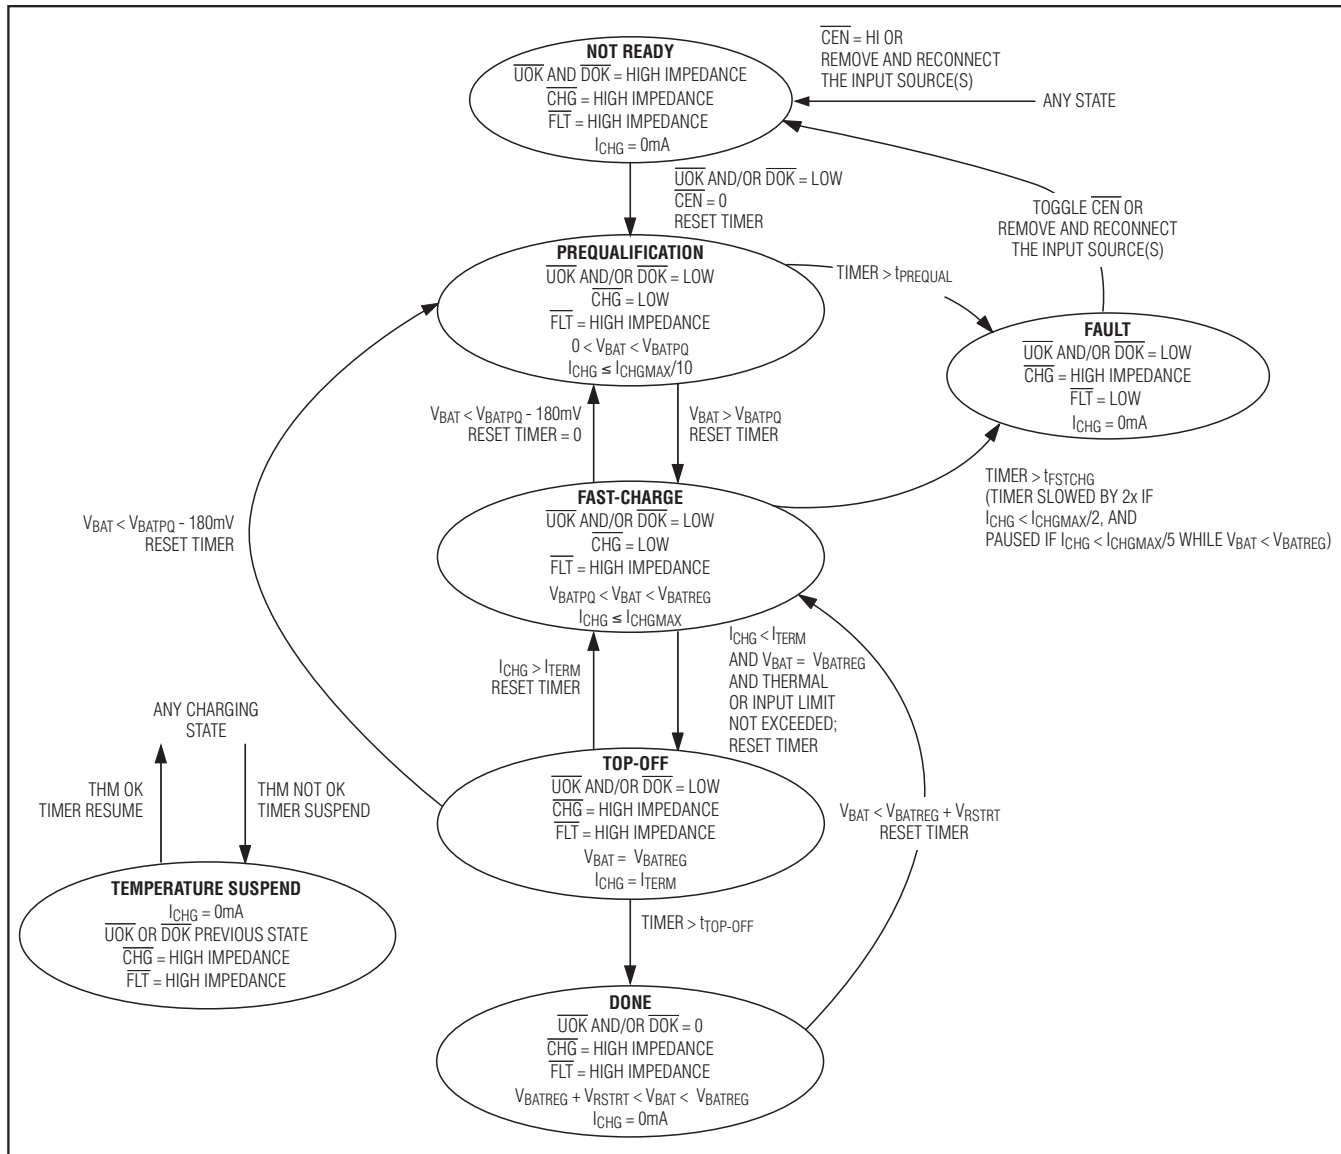 NOT READY
UOK AND DOK = HIGH IMPEDANCE
CHG = HIGH IMPEDANCE
FLT = HIGH IMPEDANCE
ICHG = 0mA
CEN = HI OR
REMOVE AND RECONNECT
THE INPUT SOURCE(S)
ANY STATE
UOK AND/OR DOK = LOW
CEN = 0
RESET TIMER
TOGGLE CEN OR
REMOVE AND RECONNECT
THE INPUT SOURCE(S)
PREQUALIFICATION
UOK AND/OR DOK = LOW
CHG = LOW
FLT = HIGH IMPEDANCE
0 < VBAT < VBATPQ
ICHG ≤ ICHGMAX/10
TIMER > tPREQUAL
FAULT
UOK AND/OR DOK = LOW
CHG = HIGH IMPEDANCE
FLT = LOW
ICHG = 0mA
VBAT < VBATPQ - 180mV
RESET TIMER = 0
VBAT > VBATPQ
RESET TIMER
TIMER > tFSTCHG
(TIMER SLOWED BY 2x IF
ICHG < ICHGMAX/2, AND
PAUSED IF ICHG < ICHGMAX/5 WHILE VBAT < VBATREG)
VBAT < VBATPQ - 180mV
RESET TIMER
FAST-CHARGE
UOK AND/OR DOK = LOW
CHG = LOW
FLT = HIGH IMPEDANCE
VBATPQ < VBAT < VBATREG
ICHG ≤ ICHGMAX
ICHG > ITERM
RESET TIMER
ICHG < ITERM
AND VBAT = VBATREG
AND THERMAL
OR INPUT LIMIT
NOT EXCEEDED;
RESET TIMER
ANY CHARGING
STATE
THM OK
TIMER RESUME
THM NOT OK
TIMER SUSPEND
TOP-OFF
UOK AND/OR DOK = LOW
CHG = HIGH IMPEDANCE
FLT = HIGH IMPEDANCE
VBAT = VBATREG
ICHG = ITERM
VBAT < VBATREG + VRSTRT
RESET TIMER
TEMPERATURE SUSPEND
ICHG = 0mA
UOK OR DOK PREVIOUS STATE
CHG = HIGH IMPEDANCE
FLT = HIGH IMPEDANCE
TIMER > tTOP-OFF
DONE
UOK AND/OR DOK = 0
CHG = HIGH IMPEDANCE
FLT = HIGH IMPEDANCE
VBATREG + VRSTRT < VBAT < VBATREG
ICHG = 0mA